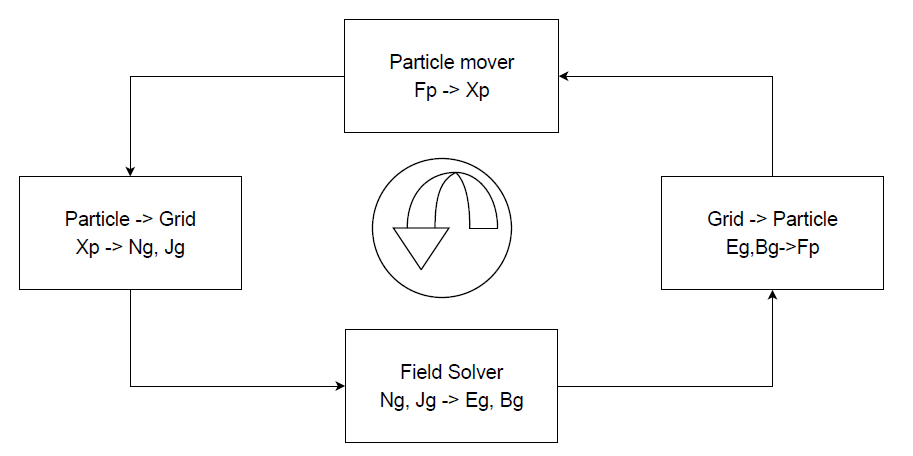 Particle mover
Fp -> Xp
Particle -> Grid
Xp -> Ng, Jg
Grid -> Particle
Eg,Bg->Fp
Field Solver
Ng, Jg -> Eg, Bg